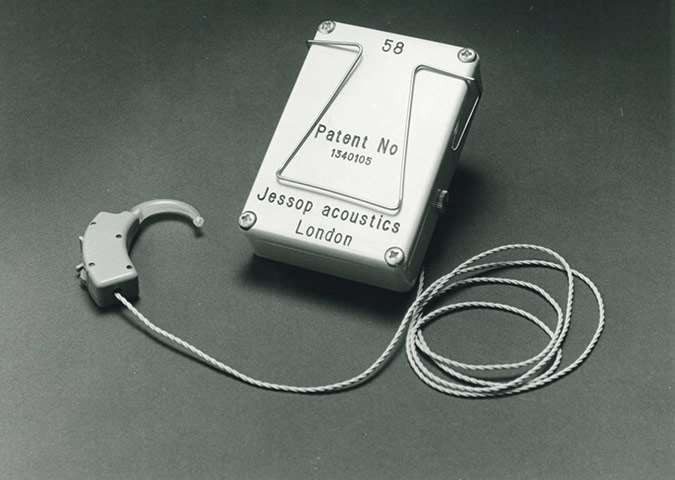 58
Patent No
1340105
Jessop acoustics
London